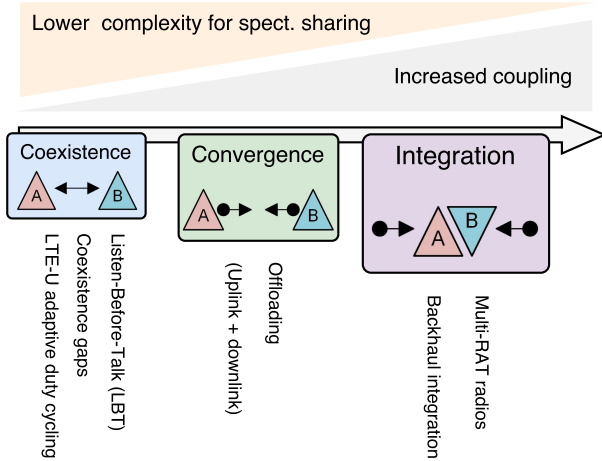 Lower complexity for spect. sharing
Increased coupling
Coexistence
A
B
Convergence
A
B
Integration
A
B
LTE-U adaptive duty cycling
Coexistence gaps
Listen-Before-Talk (LBT)
(Uplink + downlink)
Offloading
Backhaul integration
Multi-RAT radios